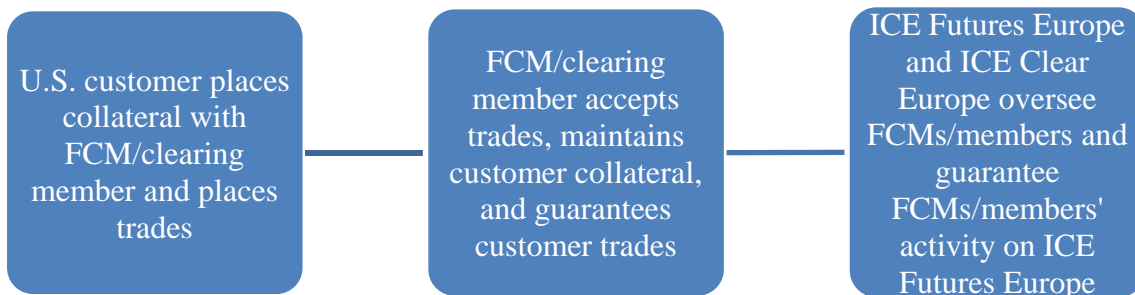 U.S. customer places
collateral with
FCM/clearing
member and places
trades
FCM/clearing
member accepts
trades, maintains
customer collateral,
and guarantees
customer trades
ICE Futures Europe
and ICE Clear
Europe oversee
FCMs/members and
guarantee
FCMs/members'
activity on ICE
Futures Europe